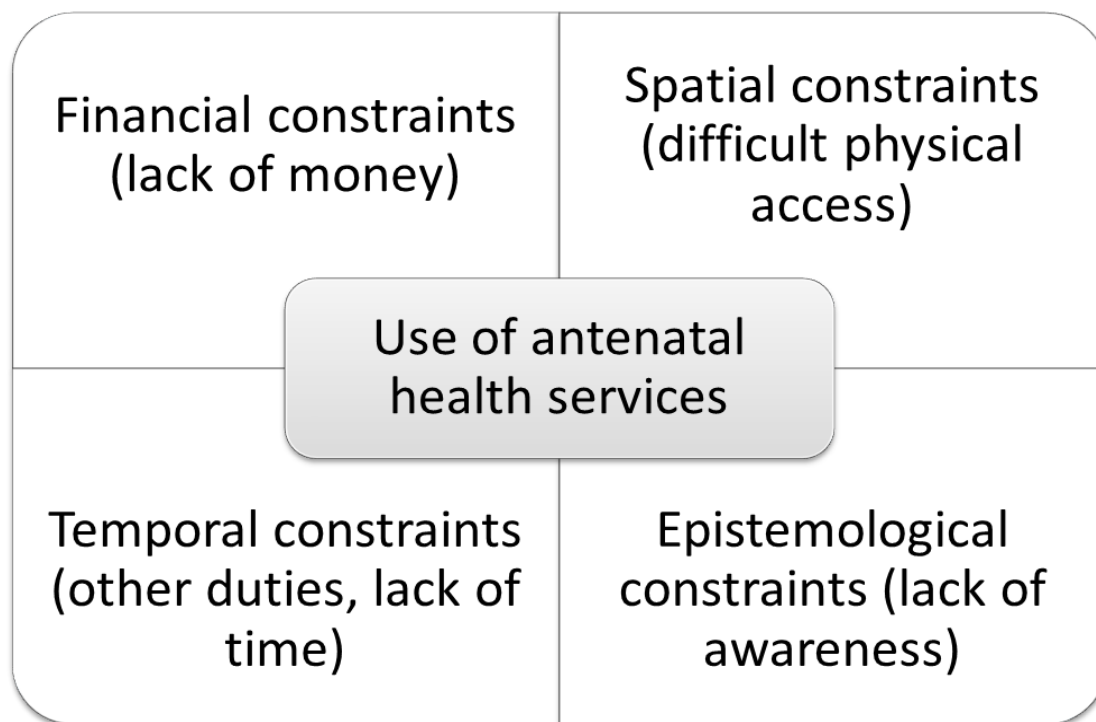 Financial constraints
(lack of money)
Spatial constraints
(difficult physical
access)
Use of antenatal
health services
Temporal constraints
(other duties, lack of
time)
Epistemological
constraints (lack of
awareness)